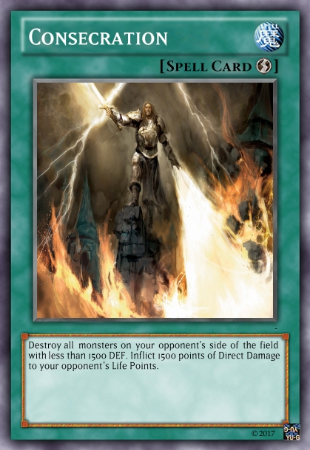 Consecration
[Spell Card]
Destroy all monsters on your opponent's side of the field
with less than 1500 DEF. Inflict 1500 points of Direct Damage
to your opponent's Life Points.
©2017